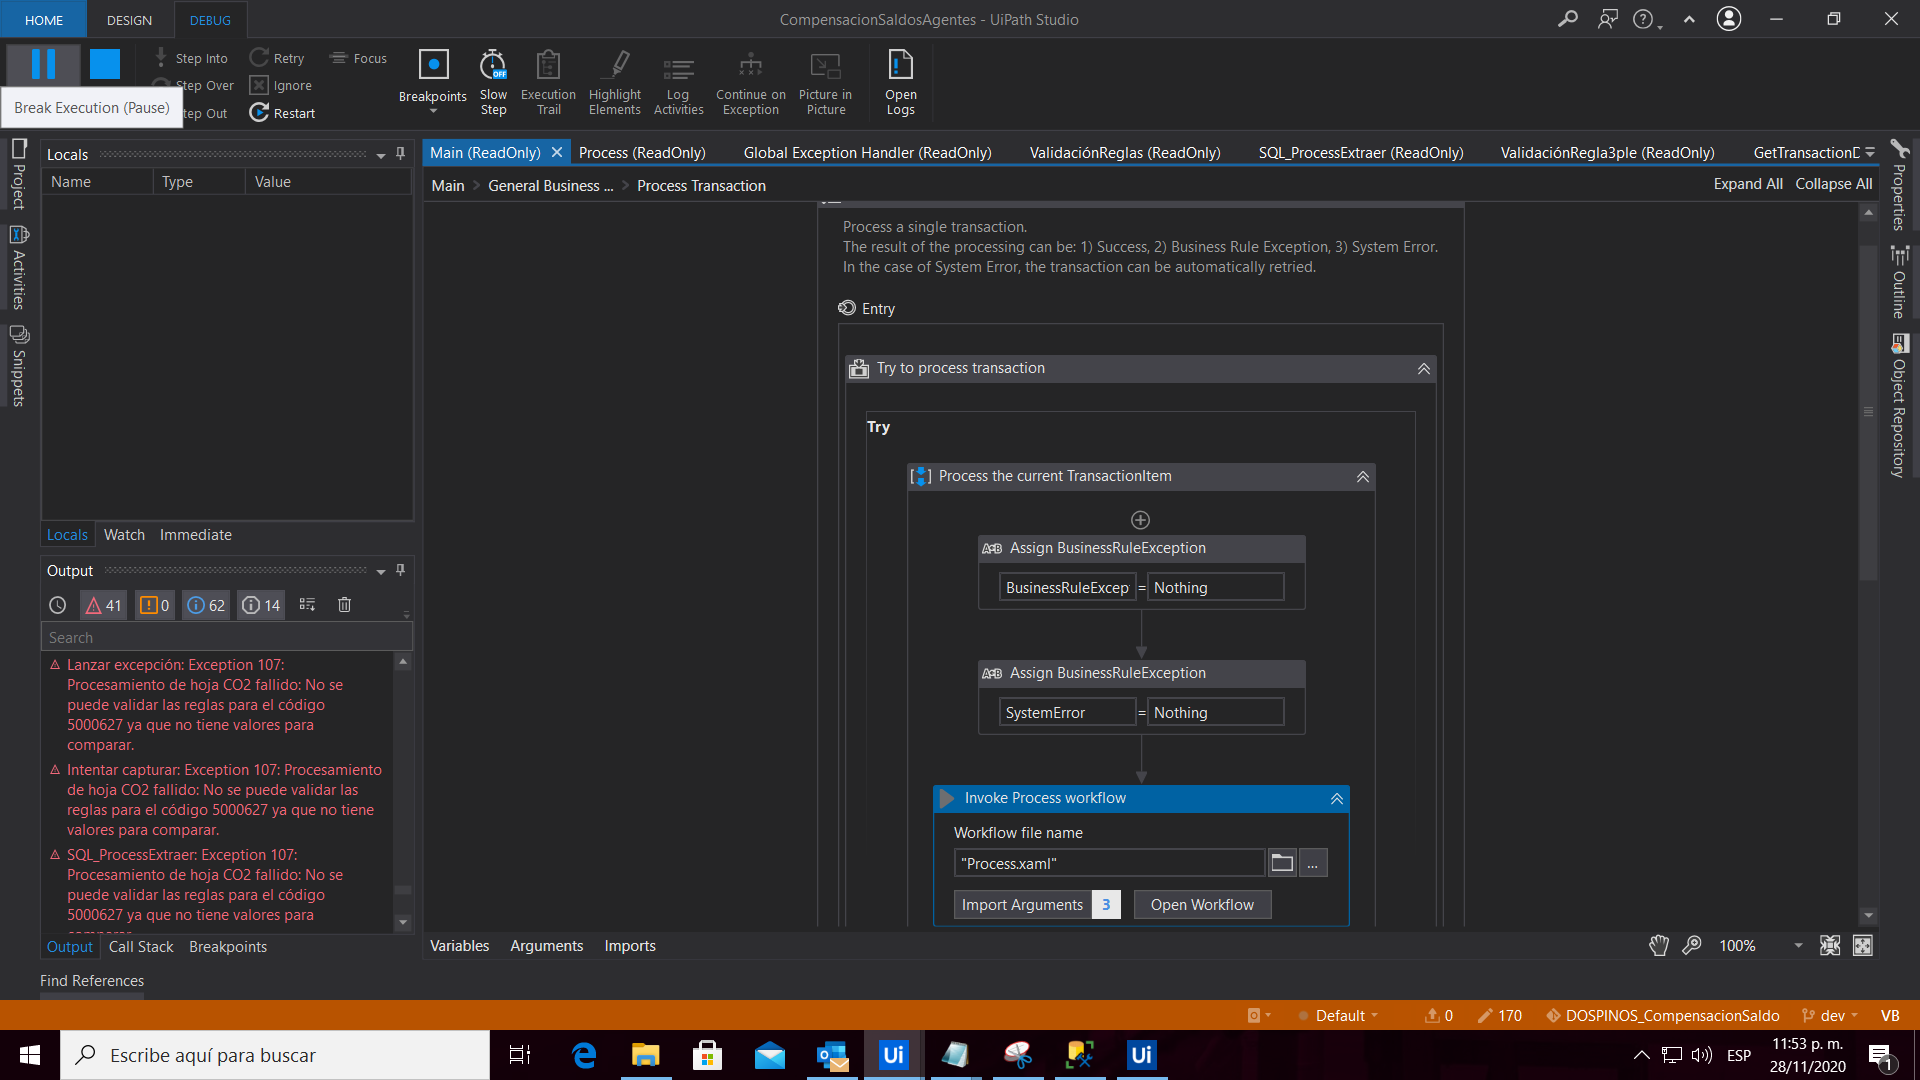 HOME
DESIGN
DEBUG
CompensacionSaldosAgentes - UiPath Studio
Step Into
Retry
Focus
Step Over
Ignore
tep Out
Restart
Break Execution (Pause)
Breakpoints
Slow
Step
OFF
Execution
Trail
Highlight
Elements
Log
Activities
Continue on
Exception
Picture in
Picture
Open
Logs
Project
Activities
Snippets
Locals
Name
Type
Value
Locals
Watch
Immediate
Output
41
0
62
14
Search
Lanzar excepción: Exception 107:
Procesamiento de hoja CO2 fallido: No se
puede validar las reglas para el código
5000627 ya que no tiene valores para
comparar.
Intentar capturar: Exception 107: Procesamiento
de hoja CO2 fallido: No se puede validar las
reglas para el código 5000627 ya que no tiene
valores para comparar.
SQL_ProcessExtraer: Exception 107:
Procesamiento de hoja CO2 fallido: No se
puede validar las reglas para el código
5000627 ya que no tiene valores para
Output
Call Stack
Breakpoints
Find References
Main (ReadOnly)
Process (ReadOnly)
Global Exception Handler (ReadOnly)
ValidaciónReglas (ReadOnly)
SQL_ProcessExtraer (ReadOnly)
ValidaciónRegla3ple (ReadOnly)
GetTransactionD
Main
General Business ...
Process Transaction
Expand All
Collapse All
Process a single transaction.
The result of the processing can be: 1) Success, 2) Business Rule Exception, 3) System Error.
In the case of System Error, the transaction can be automatically retried.
Entry
Try to process transaction
Try
Process the current TransactionItem
A•B Assign BusinessRuleException
BusinessRuleExcep = Nothing
A•B Assign BusinessRuleException
SystemError = Nothing
Invoke Process workflow
Workflow file name
"Process.xaml"
...
Import Arguments 3
Open Workflow
Variables
Arguments
Imports
100%
Properties
Outline
Object Repository
Default
0
170
DOSPINOS_CompensacionSaldo
dev
VB
Escribe aquí para buscar
Ui
Ui
ESP
11:53 p. m.
28/11/2020
1